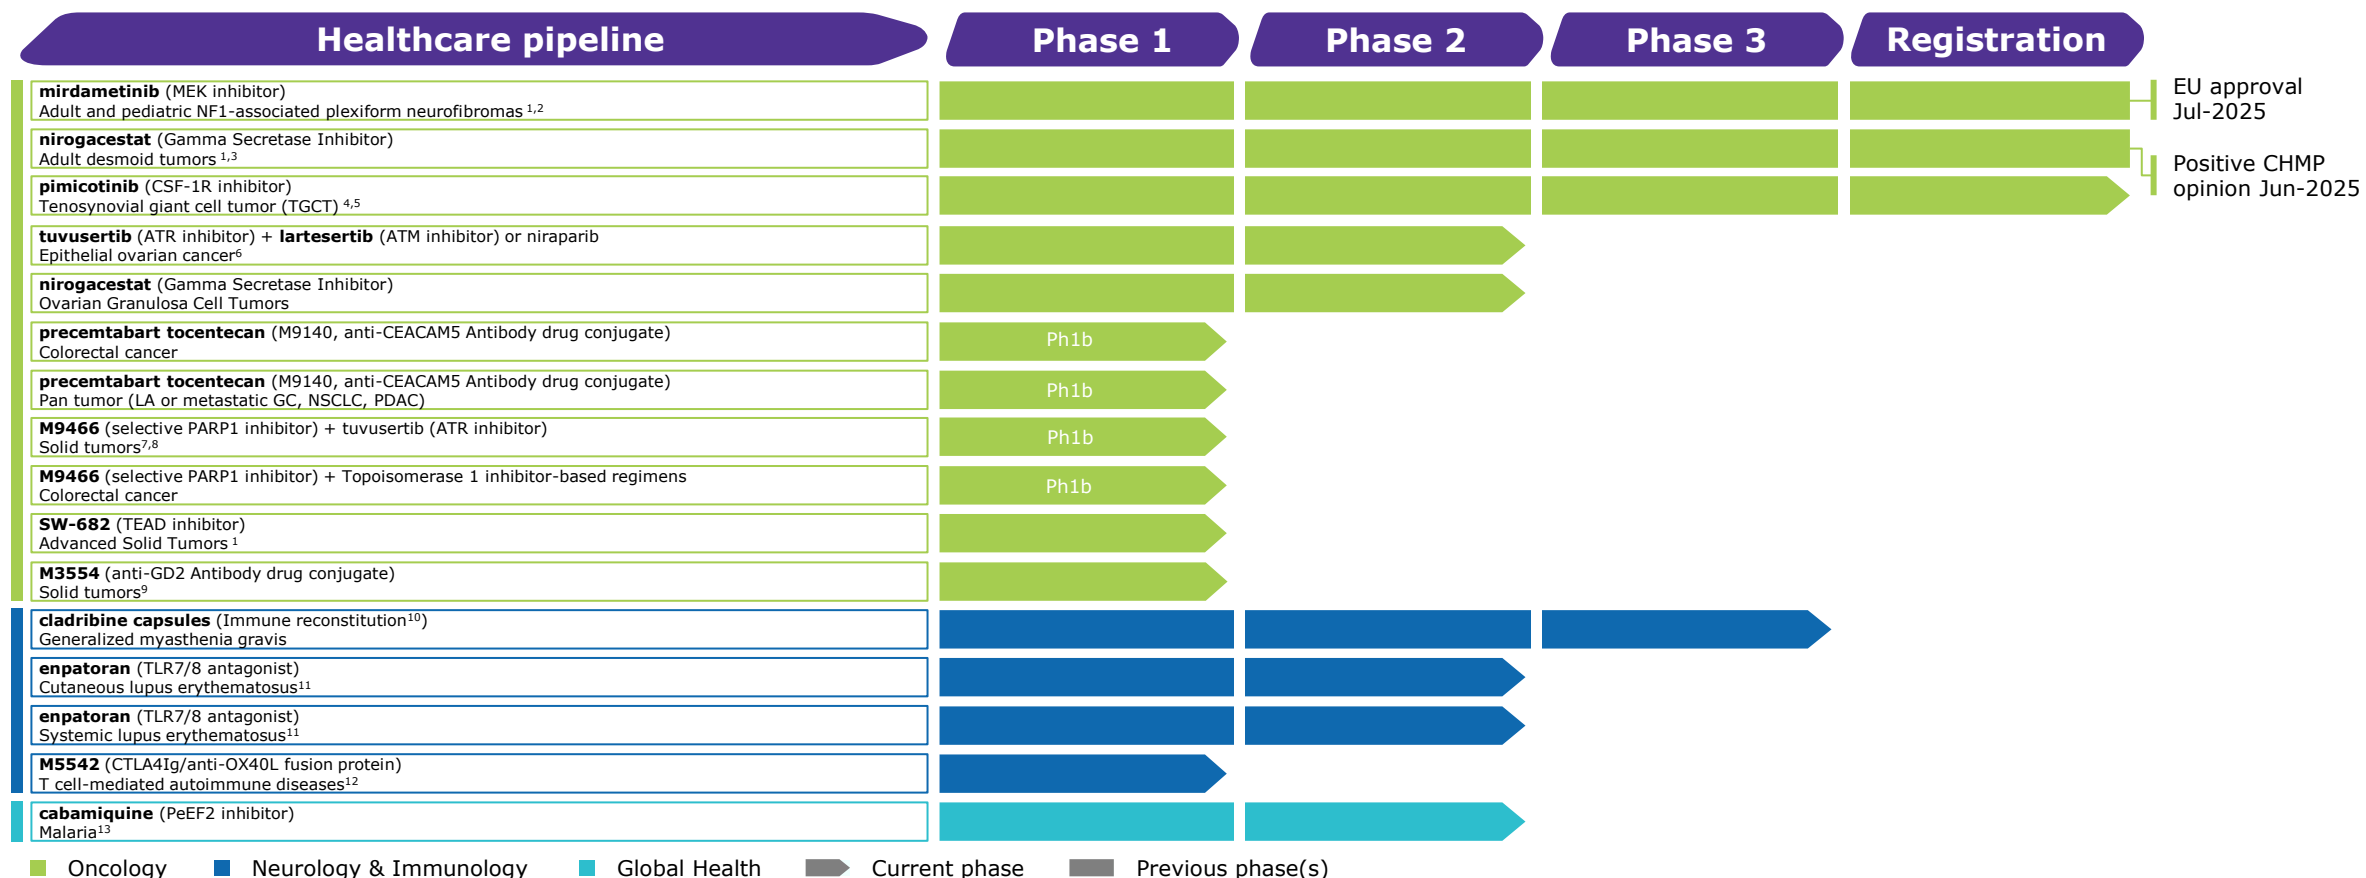 Healthcare pipeline
Phase 1
Phase 2
Phase 3
Registration
mirdametinib (MEK inhibitor)
Adult and pediatric NF1-associated plexiform neurofibromas 1,2
EU approval
Jul-2025
nirogacestat (Gamma Secretase Inhibitor)
Adult desmoid tumors 1,3
Positive CHMP
opinion Jun-2025
pimicotinib (CSF-1R inhibitor)
Tenosynovial giant cell tumor (TGCT) 4,5
tuvusertib (ATR inhibitor) + lartesertib (ATM inhibitor) or niraparib
Epithelial ovarian cancer6
nirogacestat (Gamma Secretase Inhibitor)
Ovarian Granulosa Cell Tumors
precemtabart tocentecan (M9140, anti-CEACAM5 Antibody drug conjugate)
Colorectal cancer
Ph1b
precemtabart tocentecan (M9140, anti-CEACAM5 Antibody drug conjugate)
Pan tumor (LA or metastatic GC, NSCLC, PDAC)
Ph1b
M9466 (selective PARP1 inhibitor) + tuvusertib (ATR inhibitor)
Solid tumors7,8
Ph1b
M9466 (selective PARP1 inhibitor) + Topoisomerase 1 inhibitor-based regimens
Colorectal cancer
Ph1b
SW-682 (TEAD inhibitor)
Advanced Solid Tumors 1
M3554 (anti-GD2 Antibody drug conjugate)
Solid tumors9
cladribine capsules (Immune reconstitution10)
Generalized myasthenia gravis
enpatoran (TLR7/8 antagonist)
Cutaneous lupus erythematosus11
enpatoran (TLR7/8 antagonist)
Systemic lupus erythematosus11
M5542 (CTLA4Ig/anti-OX40L fusion protein)
T cell-mediated autoimmune diseases12
cabamiquine (PeEF2 inhibitor)
Malaria13
Oncology
Neurology & Immunology
Global Health
Current phase
Previous phase(s)